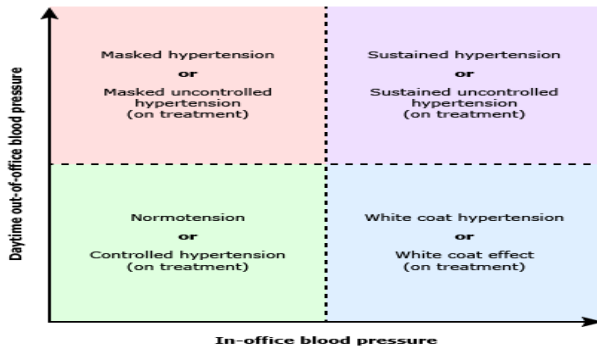 Daytime out-of-office blood pressure
Masked hypertension
or
Masked uncontrolled
hypertension
(on treatment)
Sustained hypertension
or
Sustained uncontrolled
hypertension
(on treatment)
Normotension
or
Controlled hypertension
(on treatment)
White coat hypertension
or
White coat effect
(on treatment)
In-office blood pressure